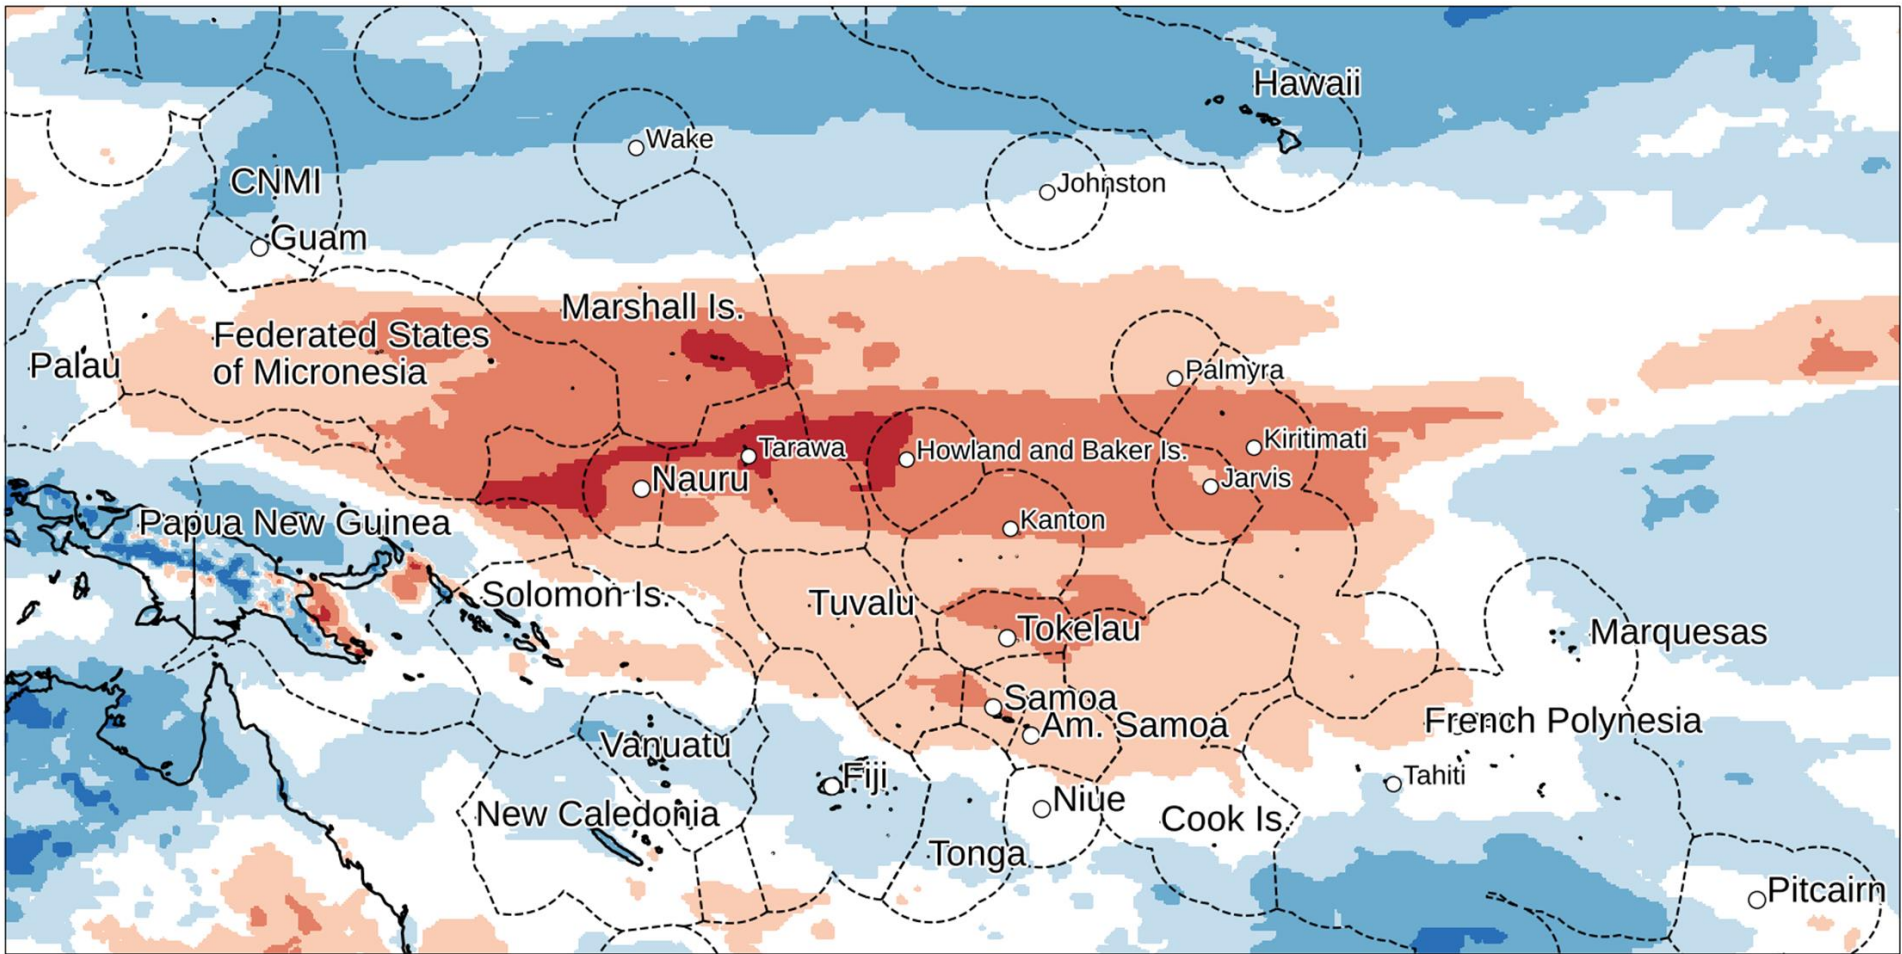 Hawaii
Wake
CNMI
Johnston
Guam
Marshall Is.
Federated States
of Micronesia
Palau
Palmyra
Tarawa
Howland and Baker Is.
Kiritimati
Nauru
Jarvis
Papua New Guinea
Kanton
Solomon Is.
Tuvalu
Tokelau
Marquesas
Samoa
Am. Samoa
French Polynesia
Vanuatu
Fiji
Tahiti
New Caledonia
Niue
Cook Is.
Tonga
Pitcairn